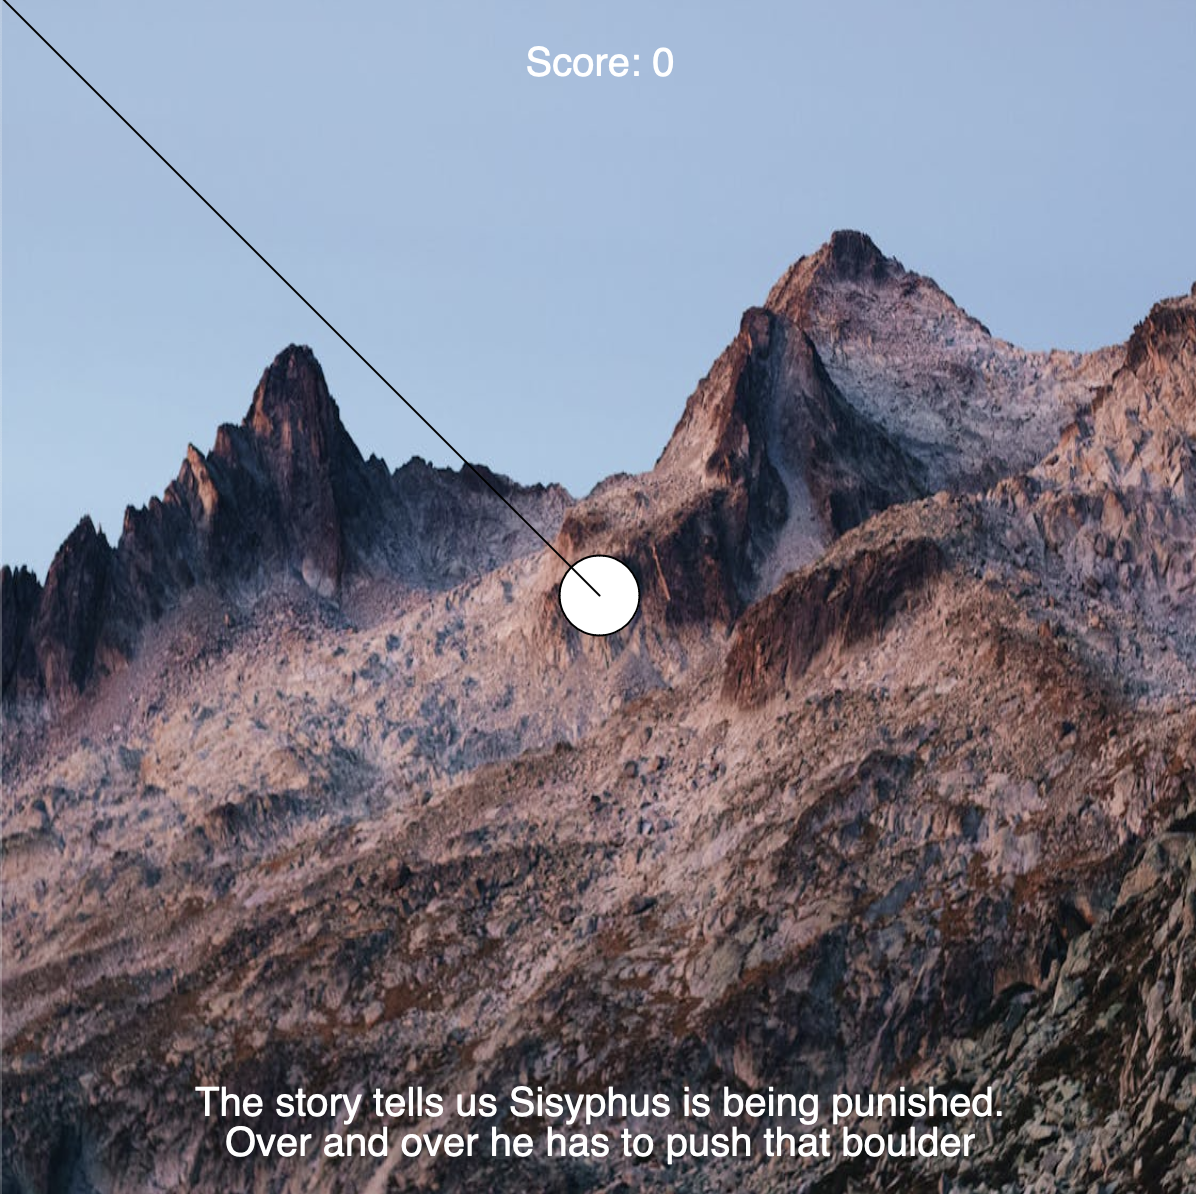 Score: 0
The story tells us Sisyphus is being punished.
Over and over he has to push that boulder